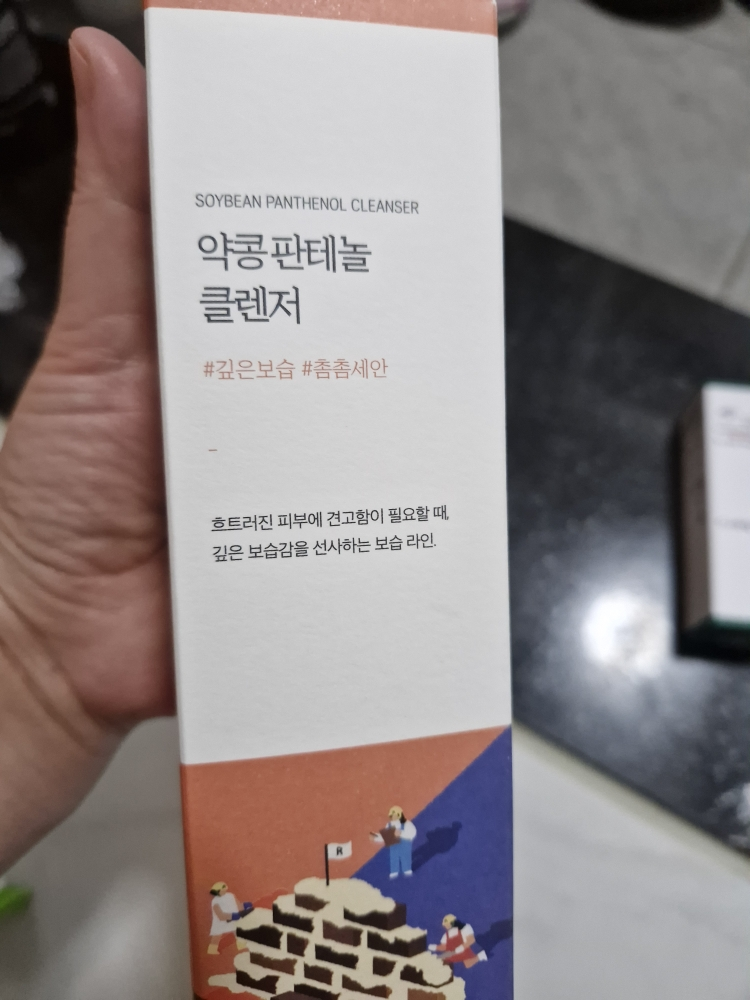 SOYBEAN PANTHENOL CLEANSER
약콩 판테놀
클렌저
#깊은보습 #촘촘세안
흐트러진 피부에 견고함이 필요할 때,
깊은 보습감을 선사하는 보습 라인.
R